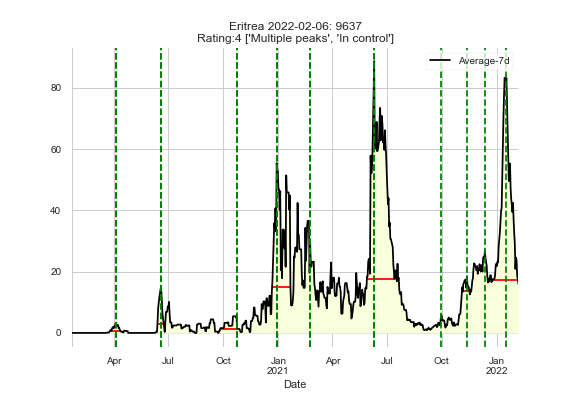 Eritrea 2022-02-06: 9637
Rating:4 ['Multiple peaks', 'In control']
Average-7d
80
60
40
20
0
Apr Jul Oct Jan Apr Jul Oct Jan
2021 2022
Date